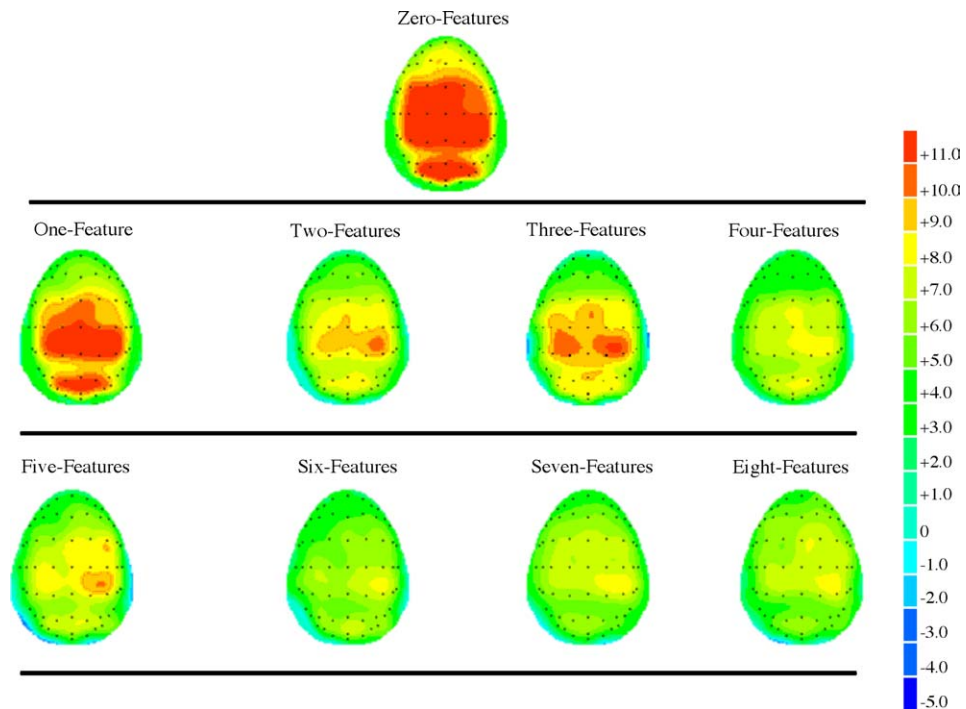 Zero-Features
One-Feature
Two-Features
Three-Features
Four-Features
Five-Features
Six-Features
Seven-Features
Eight-Features
+11.0
+10.0
+9.0
+8.0
+7.0
+6.0
+5.0
+4.0
+3.0
+2.0
+1.0
0
-1.0
-2.0
-3.0
-4.0
-5.0